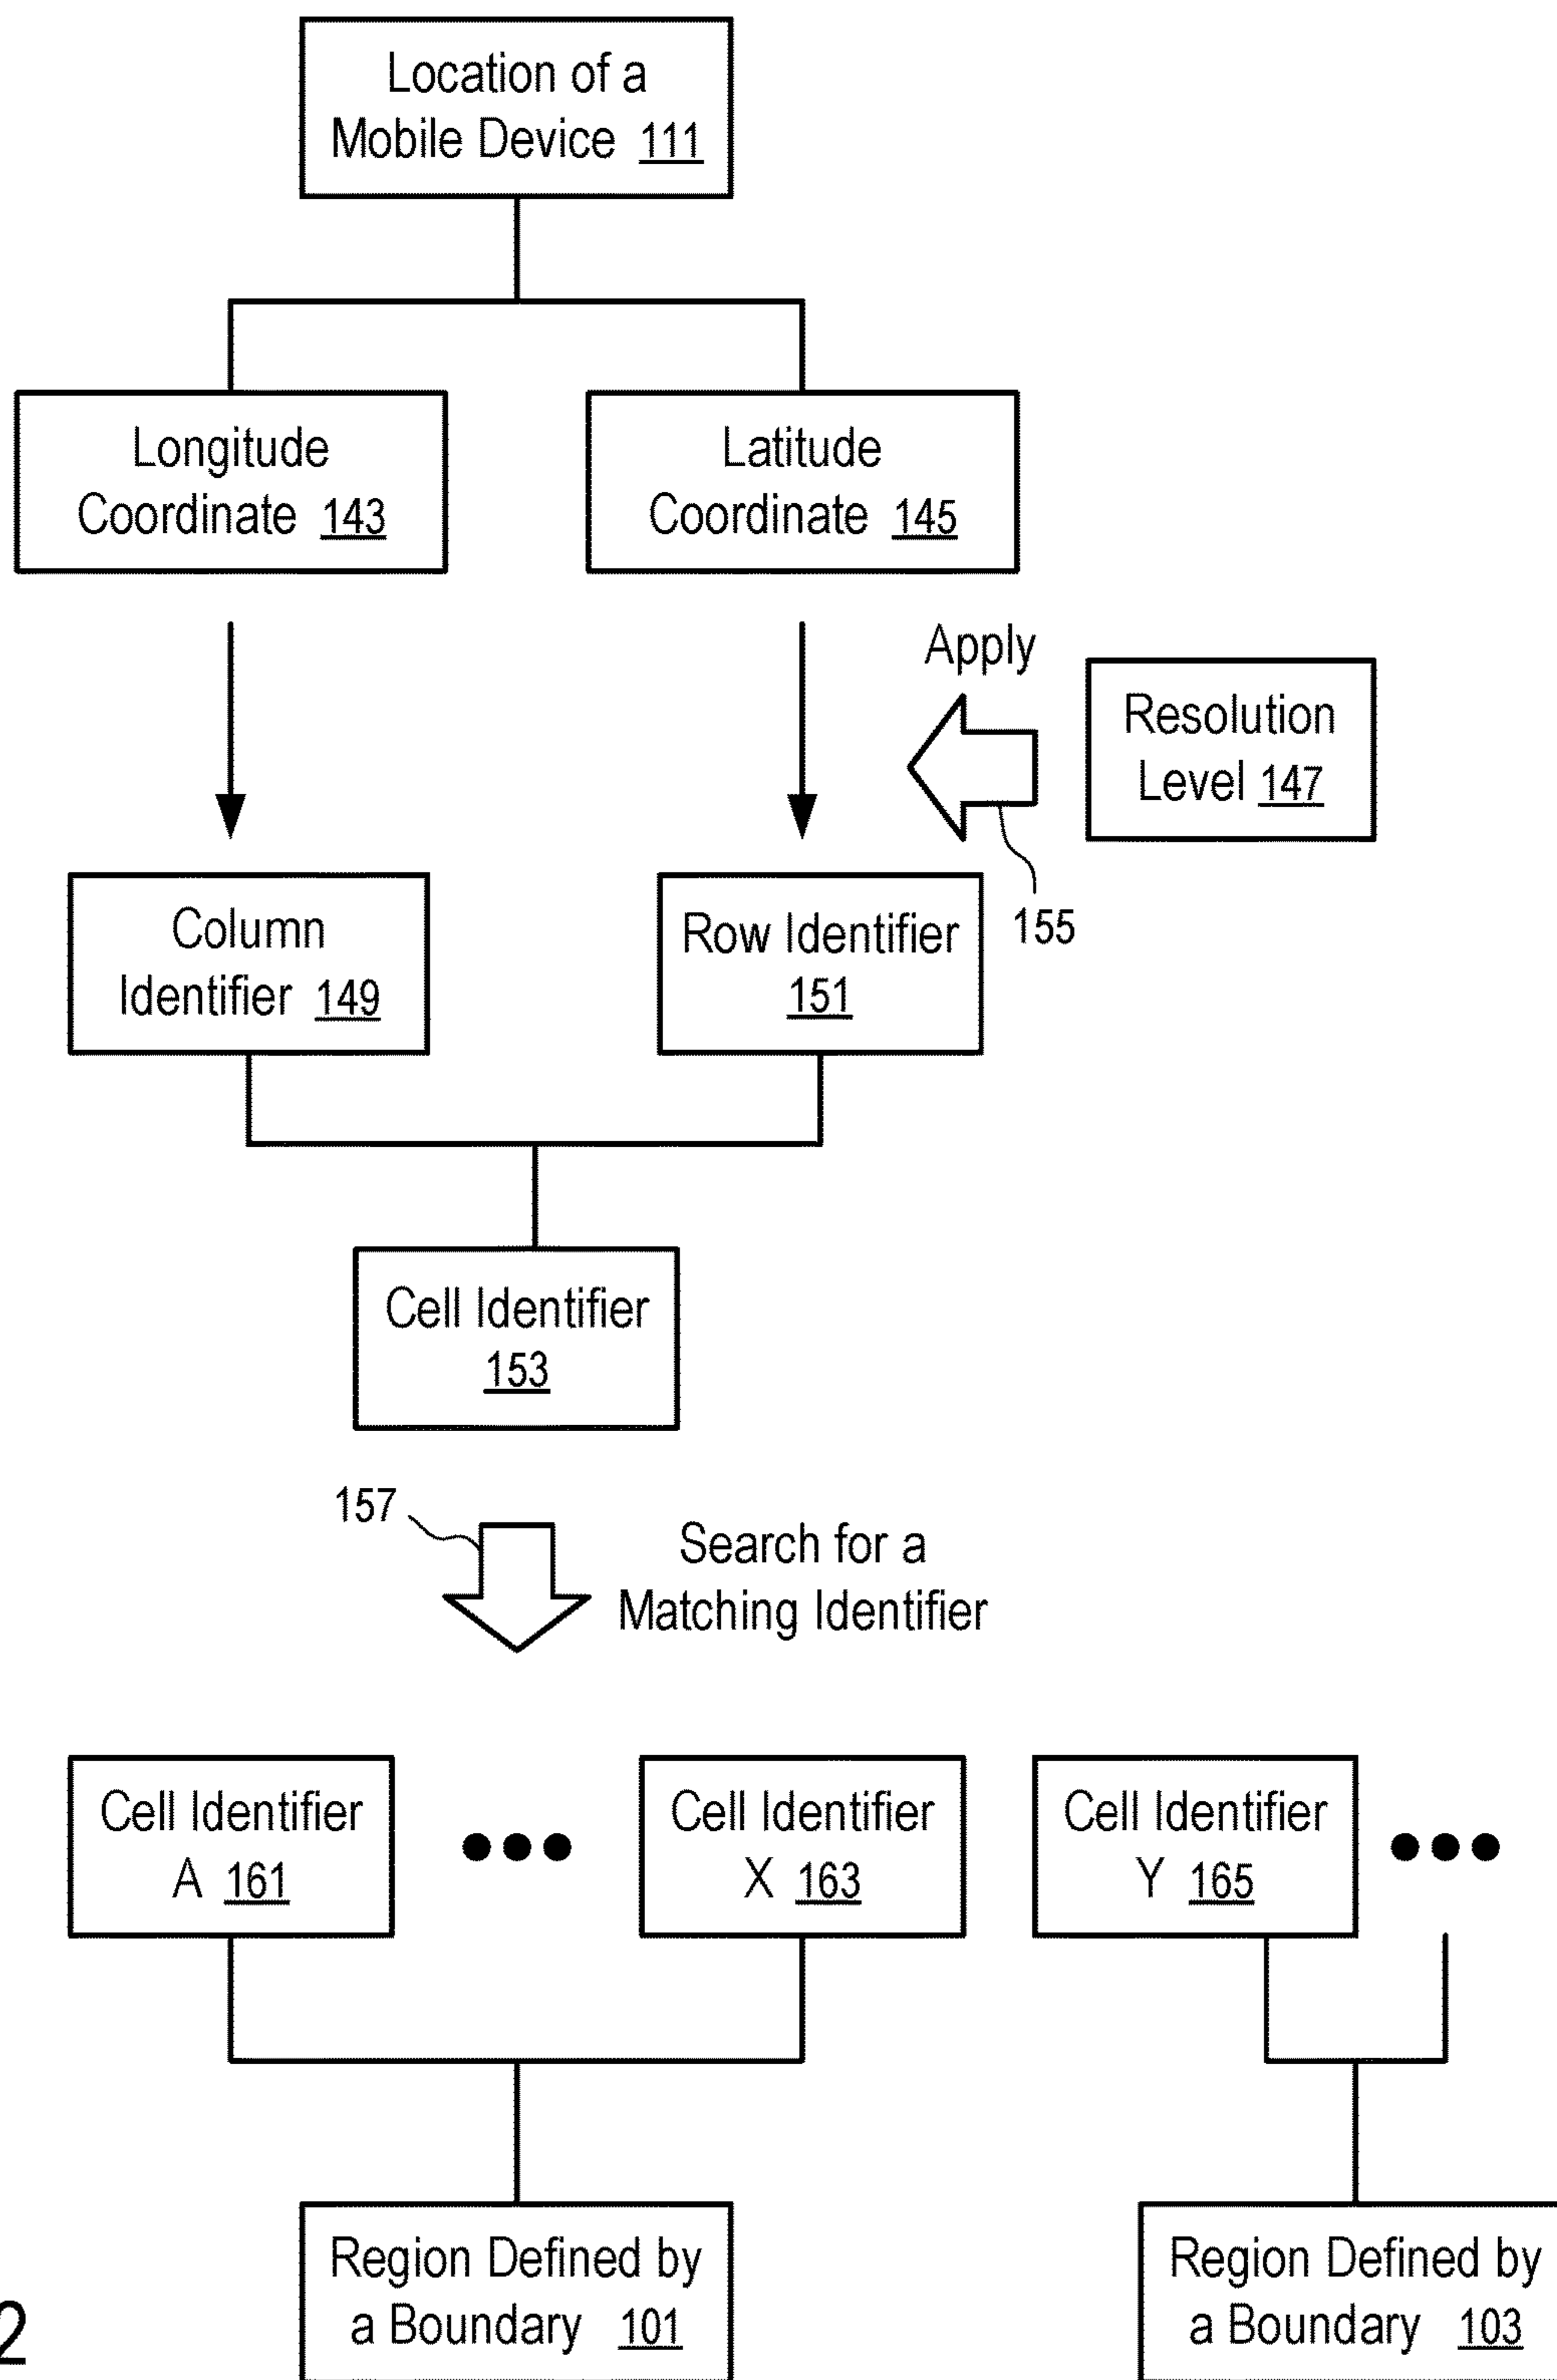 Location of a
Mobile Device 111
Longitude
Coordinate 143
Latitude
Coordinate 145
Apply
Resolution
Level 147
155
Column
Identifier 149
Row Identifier
151
Cell Identifier
153
157
Search for a
Matching Identifier
Cell Identifier
A 161
Cell Identifier
X 163
Cell Identifier
Y 165
Region Defined by
a Boundary 101
Region Defined by
a Boundary 103
2